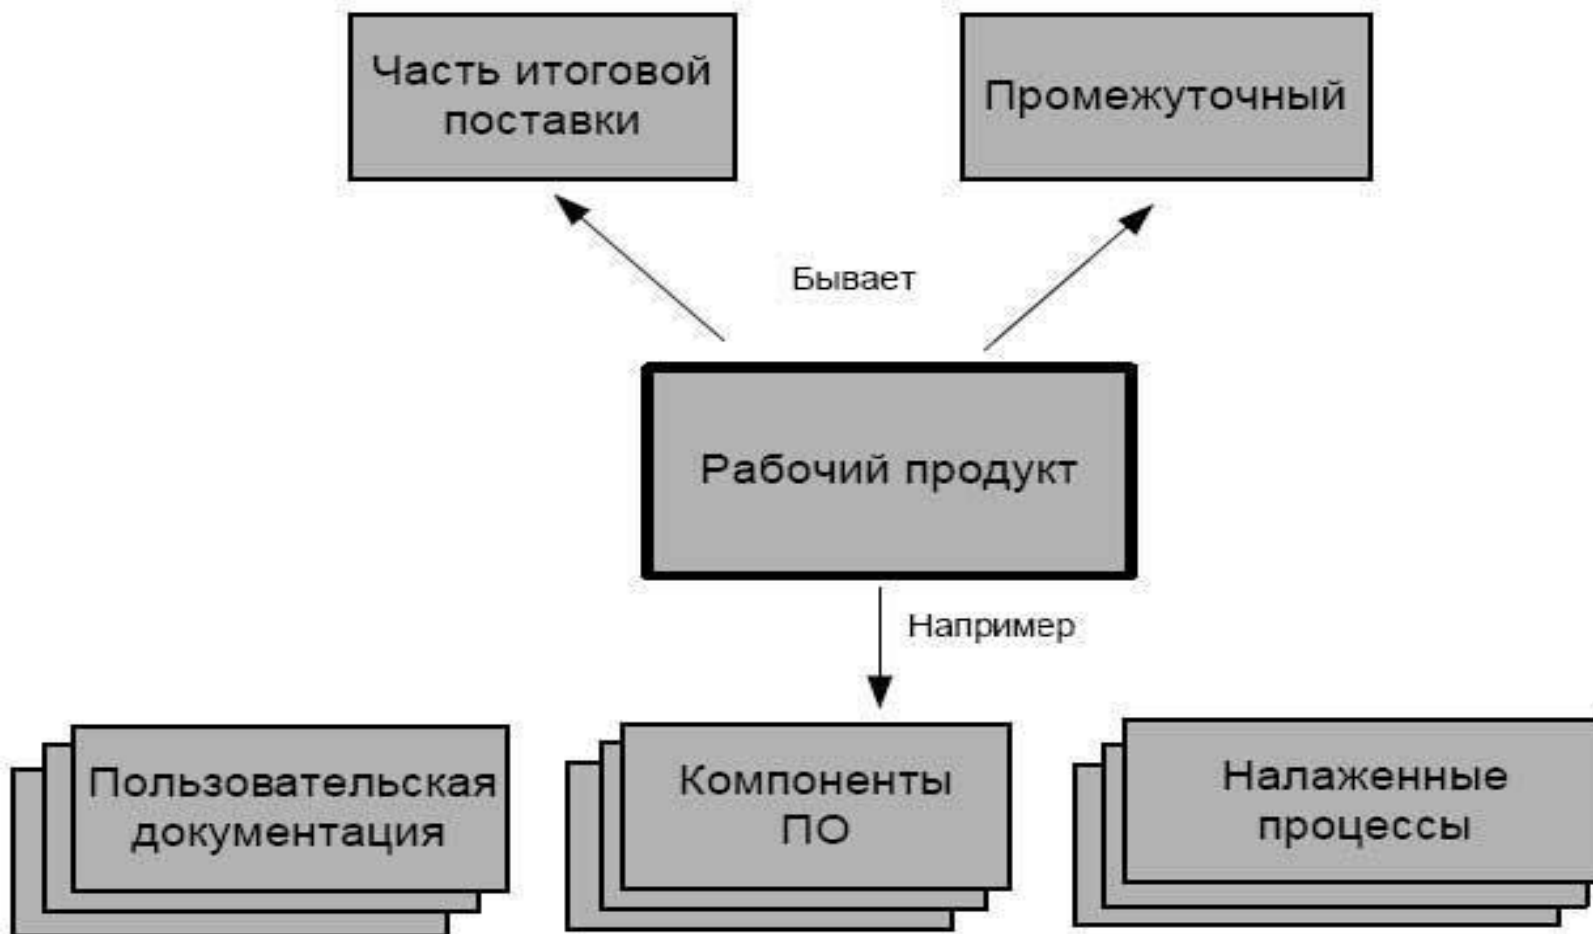 Часть итоговой
поставки
Промежуточный
Бывает
Рабочий продукт
Например
Пользовательская
документация
Компоненты
ПО
Налаженные
процессы